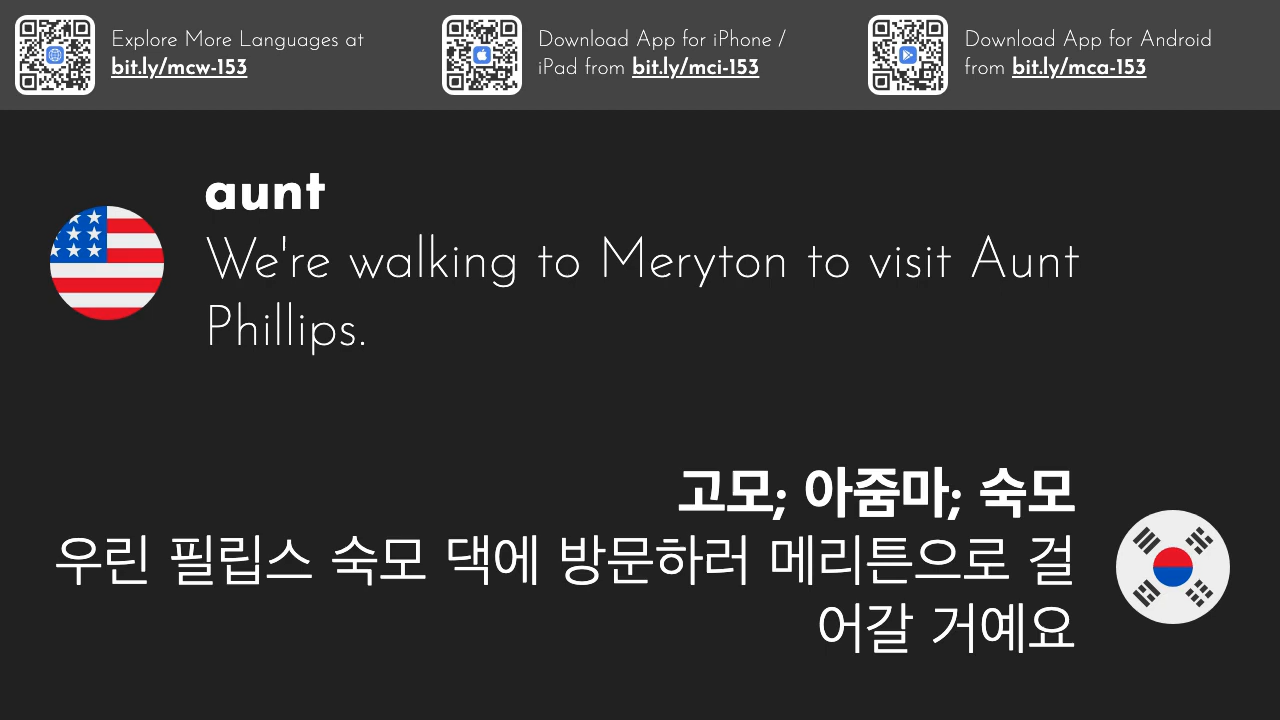 Explore More Languages at
bit.ly/mcw-153
Download App for iPhone /
iPad from bit.ly/mci-153
Download App for Android
from bit.ly/mca-153
aunt
We're walking to Meryton to visit Aunt
Phillips.
고모; 아줌마; 숙모
우린 필립스 숙모 댁에 방문하러 메리튼으로 걸
어갈 거예요